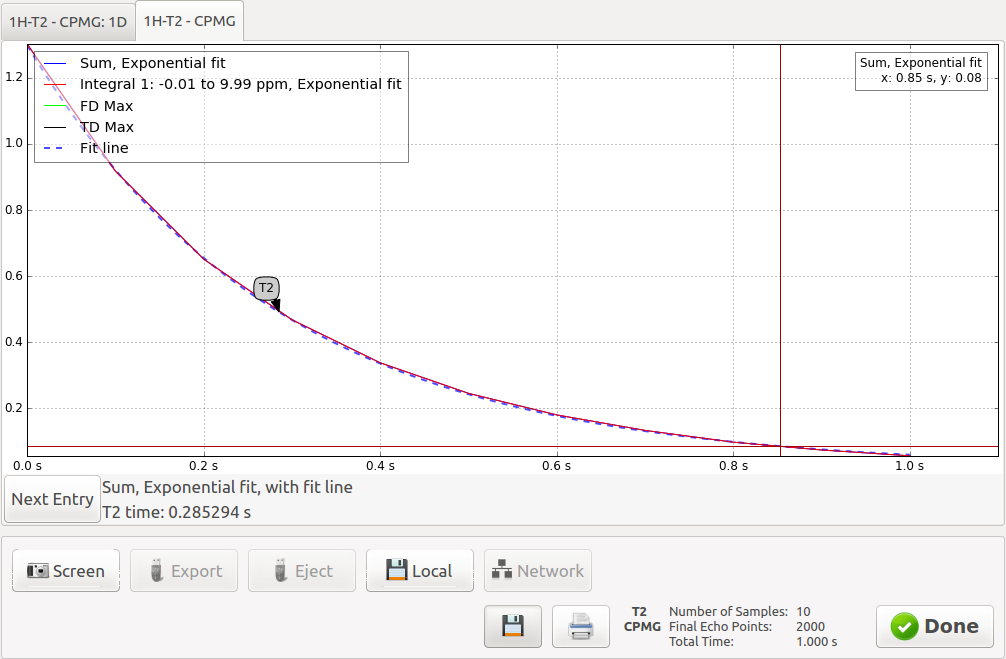 1H-T2 - CPMG: 1D
1H-T2 - CPMG
Sum, Exponential fit
Integral 1: -0.01 to 9.99 ppm, Exponential fit
FD Max
TD Max
Fit line
Sum, Exponential fit
x: 0.85 s, y: 0.08
1.2
1.0
0.8
0.6
0.4
0.2
T2
0.0 s
0.2 s
0.4 s
0.6 s
0.8 s
1.0 s
Next Entry
Sum, Exponential fit, with fit line
T2 time: 0.285294 s
Screen
Export
Eject
Local
Network
T2
CPMG
Number of Samples: 10
Final Echo Points: 2000
Total Time: 1.000 s
Done